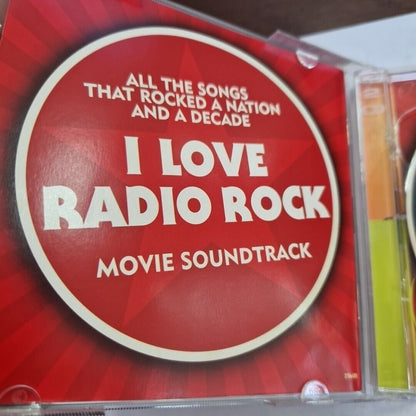 ALL THE SONGS
THAT ROCKED A NATION
AND A DECADE
I LOVE
RADIO ROCK
MOVIE SOUNDTRACK